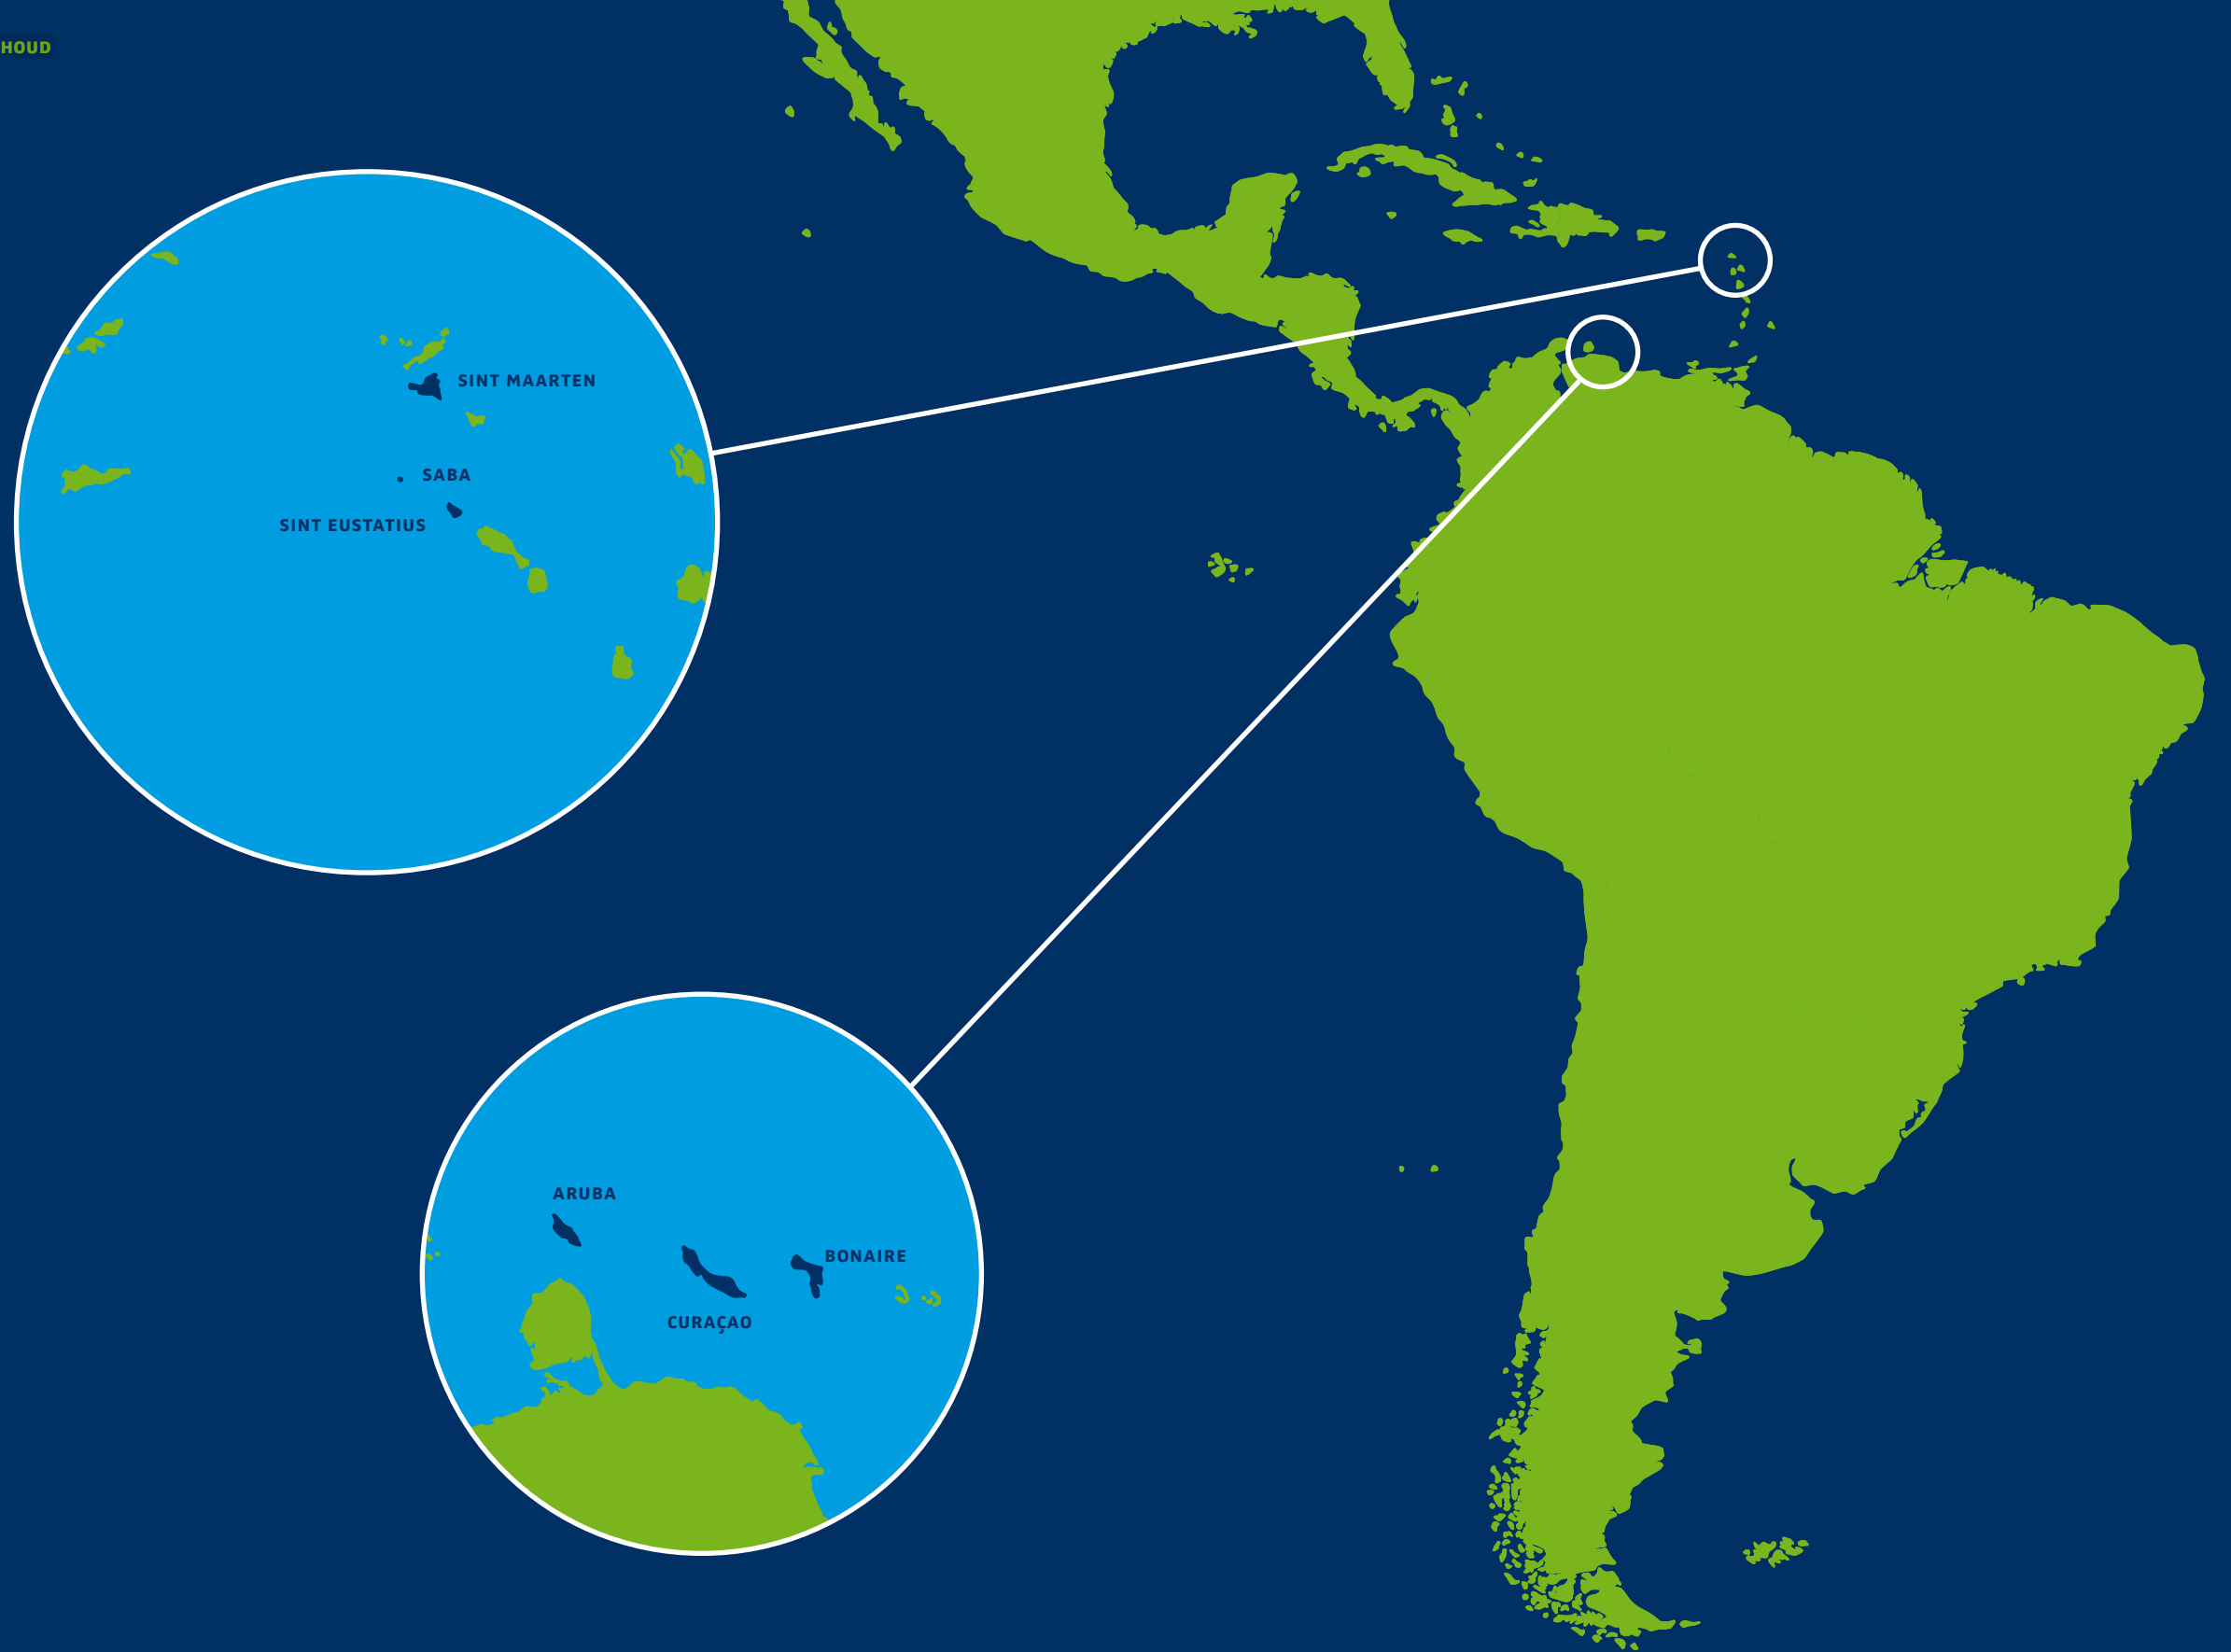 HOUD
SINT MAARTEN
SABA
SINT EUSTATIUS
ARUBA
BONAIRE
CURAÇAO